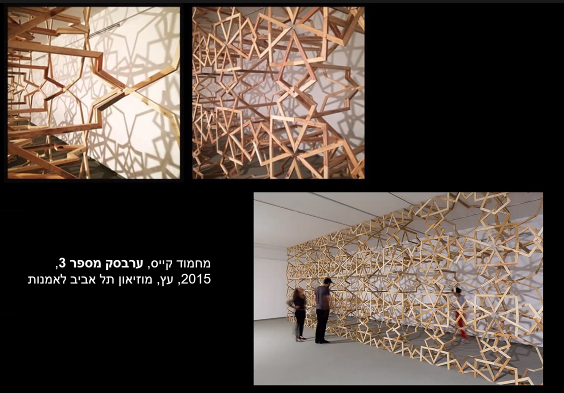 מחמוד קייס, ערבסק מספר 3,
2015, עץ, מוזיאון תל אביב לאמנות